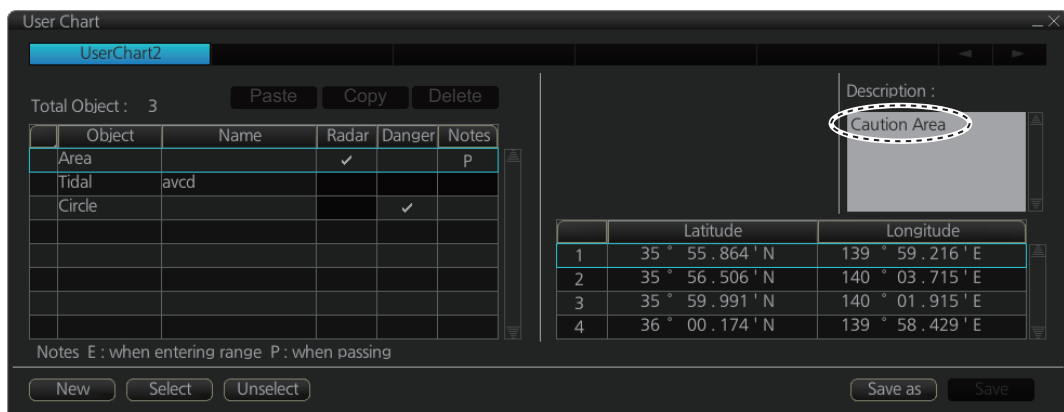 User Chart
UserChart2
Total Object : 3
Paste Copy Delete
Description :
Caution Area
Object Name Radar Danger Notes
Area ✓ P
Tidal avcd
Circle ✓
Latitude Longitude
1 35 ° 55 . 864 ' N 139 ° 59 . 216 ' E
2 35 ° 56 . 506 ' N 140 ° 03 . 715 ' E
3 35 ° 59 . 991 ' N 140 ° 01 . 915 ' E
4 36 ° 00 . 174 ' N 139 ° 58 . 429 ' E
Notes E : when entering range P : when passing
New Select Unselect Save as Save